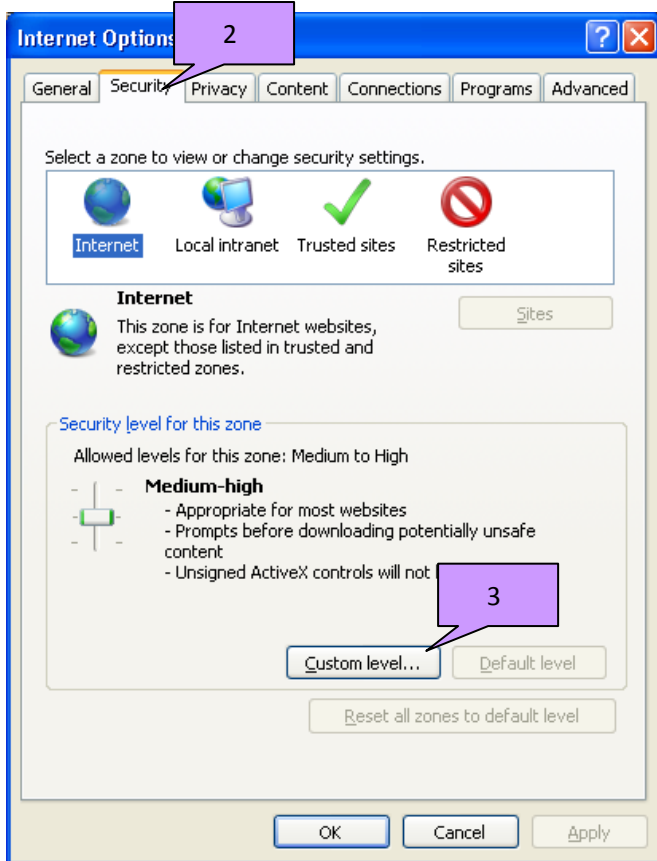 Internet Options
2
General Security Privacy Content Connections Programs Advanced
Select a zone to view or change security settings.
Internet Local intranet Trusted sites Restricted
sites
Internet
Sites
This zone is for Internet websites,
except those listed in trusted and
restricted zones.
Security level for this zone
Allowed levels for this zone: Medium to High
Medium-high
- Appropriate for most websites
- Prompts before downloading potentially unsafe
content
- Unsigned ActiveX controls will not
3
Custom level... Default level
Reset all zones to default level
OK Cancel Apply